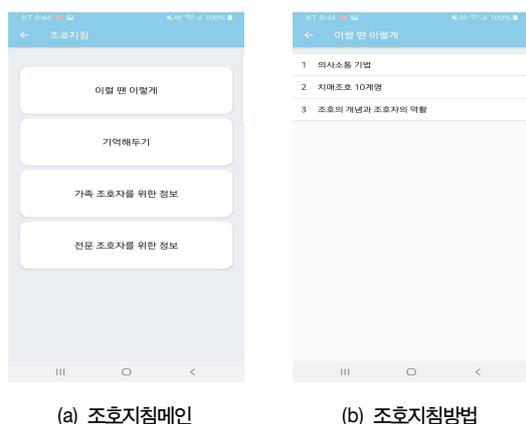 KT 8:44
100%
← 조호지침
이럴 땐 이렇게
기억해두기
가족 조호자를 위한 정보
전문 조호자를 위한 정보
(a) 조호지침메인
KT 8:44
100%
← 이럴 땐 이렇게
1 의사소통 기법
2 치매조호 10계명
3 조호의 개념과 조호자의 역활
(b) 조호지침방법